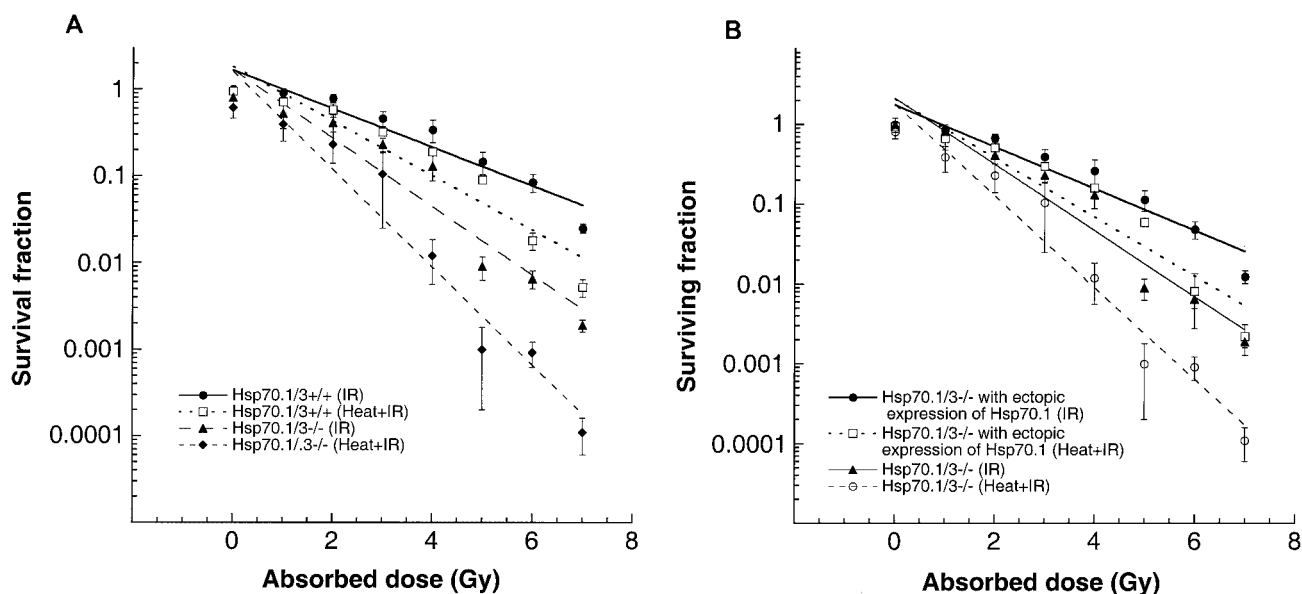 A
Survival fraction
1
0.1
0.01
0.001
0.0001
Hsp70.1/3+/+ (IR)
Hsp70.1/3+/+ (Heat+IR)
Hsp70.1/3-/- (IR)
Hsp70.1/.3-/- (Heat+IR)
0 2 4 6 8
Absorbed dose (Gy)
B
Surviving fraction
1
0.1
0.01
0.001
0.0001
Hsp70.1/3-/- with ectopic
expression of Hsp70.1 (IR)
Hsp70.1/3-/- with ectopic
expression of Hsp70.1 (Heat+IR)
Hsp70.1/3-/- (IR)
Hsp70.1/3-/- (Heat+IR)
0 2 4 6 8
Absorbed dose (Gy)